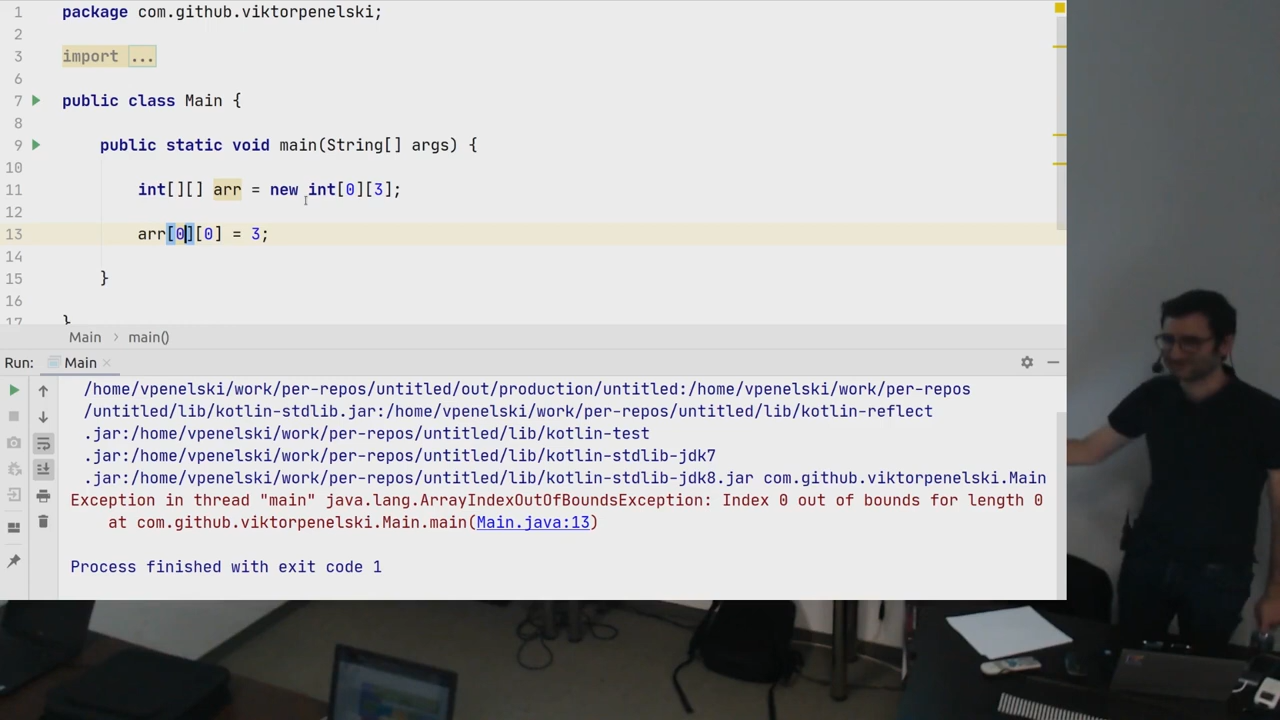 1 package com.github.viktorpenelski;
2
3 import ...
6
7 public class Main {
8
9 public static void main(String[] args) {
10
11 int[][] arr = new int[0][3];
12
13 arr[0][0] = 3;
14
15 }
16
17 }
Main › main()
Run: Main ×
/home/vpenelski/work/per-repos/untitled/out/production/untitled:/home/vpenelski/work/per-repos
/untitled/lib/kotlin-stdlib.jar:/home/vpenelski/work/per-repos/untitled/lib/kotlin-reflect
.jar:/home/vpenelski/work/per-repos/untitled/lib/kotlin-test
.jar:/home/vpenelski/work/per-repos/untitled/lib/kotlin-stdlib-jdk7
.jar:/home/vpenelski/work/per-repos/untitled/lib/kotlin-stdlib-jdk8.jar com.github.viktorpenelski.Main
Exception in thread "main" java.lang.ArrayIndexOutOfBoundsException: Index 0 out of bounds for length 0
at com.github.viktorpenelski.Main.main(Main.java:13)
Process finished with exit code 1